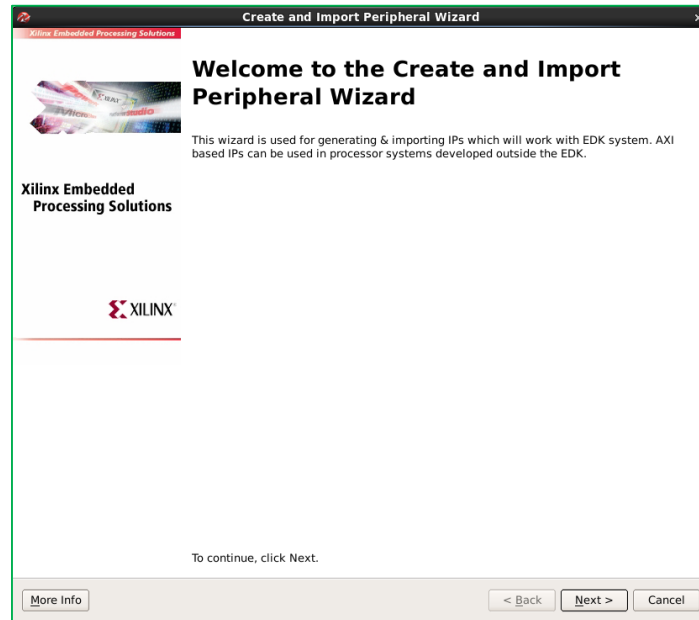 Create and Import Peripheral Wizard
Xilinx Embedded Processing Solutions
Welcome to the Create and Import
Peripheral Wizard
This wizard is used for generating & importing IPs which will work with EDK system. AXI
based IPs can be used in processor systems developed outside the EDK.
Xilinx Embedded
Processing Solutions
XILINX
To continue, click Next.
More Info
< Back
Next >
Cancel